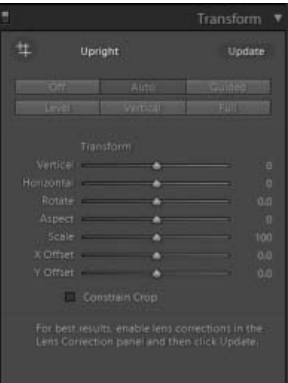 Transform
Upright Update
Off Auto Guided
Level Vertical Full
Transform
Vertical 0
Horizontal 0
Rotate 0.0
Aspect 0
Scale 100
X Offset 0.0
Y Offset 0.0
Constrain Crop
For best results, enable lens corrections in the
Lens Correction panel and then click Update.